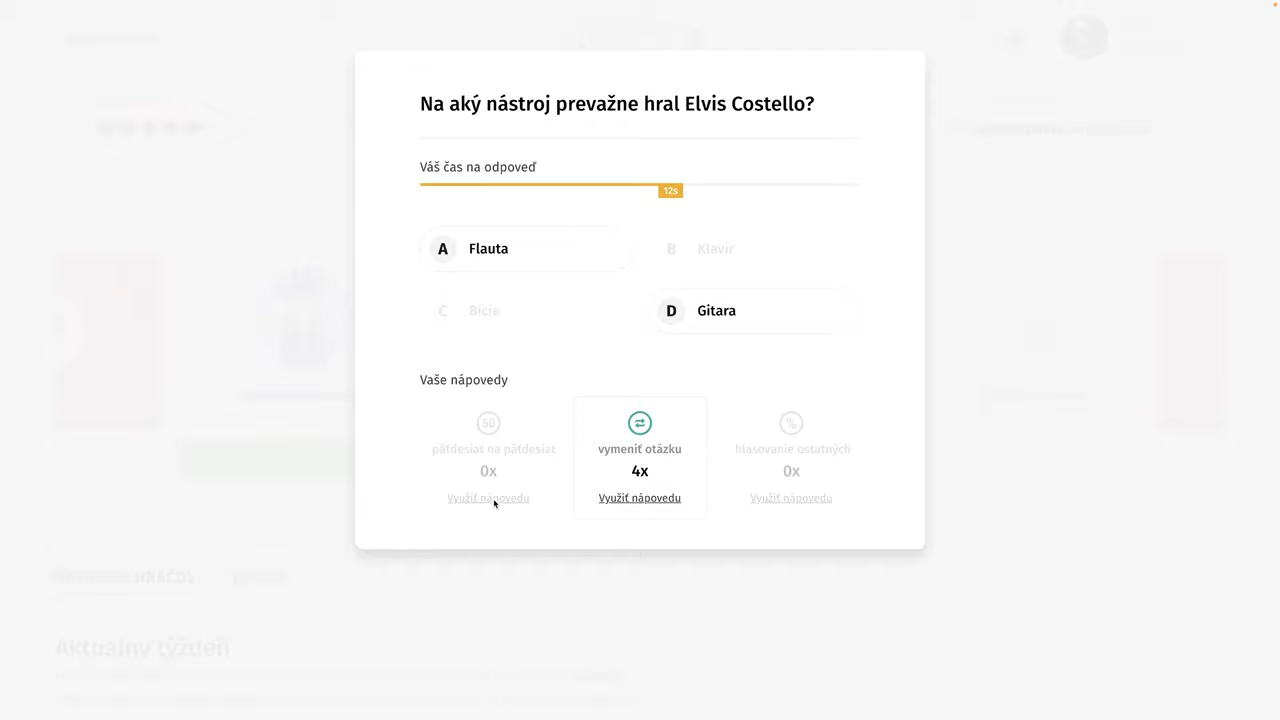 Na aký nástroj prevažne hral Elvis Costello?
Váš čas na odpoveď
12s
A Flauta
B Klavír
C Bicie
D Gitara
Vaše nápovedy
50
%
päťdesiat na päťdesiat
vymeniť otázku
hlasovanie ostatných
0x
4x
0x
Využiť nápovedu
Využiť nápovedu
Využiť nápovedu
HRÁČOV
Aktuálny týždeň